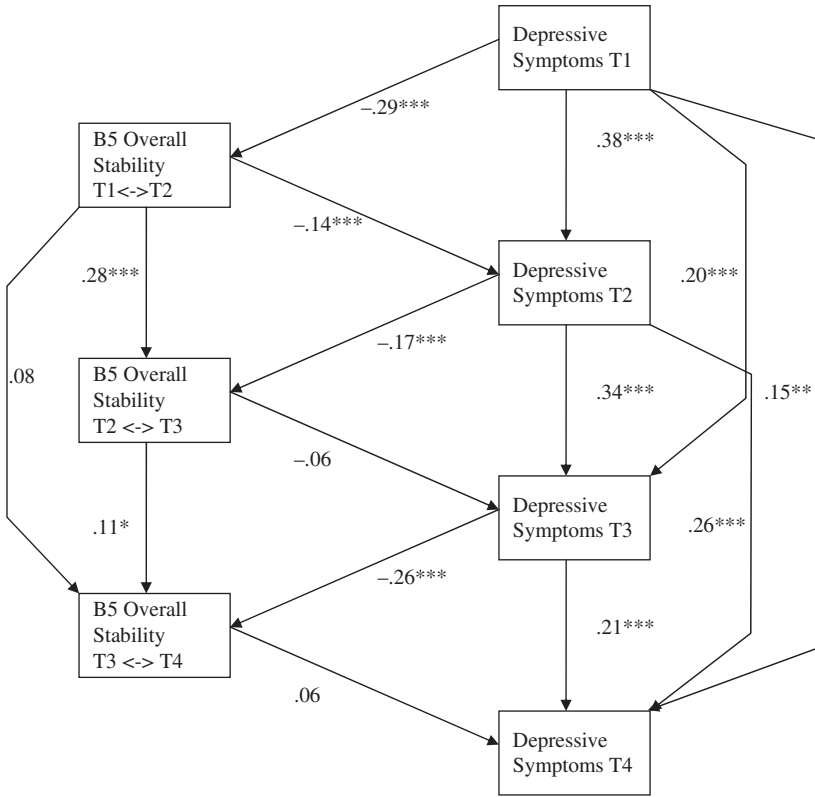 Depressive
Symptoms T1
–.29***
.38***
B5 Overall
Stability
T1<->T2
–.14***
.28***
Depressive
Symptoms T2
.20***
–.17***
.08
B5 Overall
Stability
T2 <-> T3
.34***
.15**
–.06
Depressive
Symptoms T3
.11*
.26***
–.26***
B5 Overall
Stability
T3 <-> T4
.21***
.06
Depressive
Symptoms T4